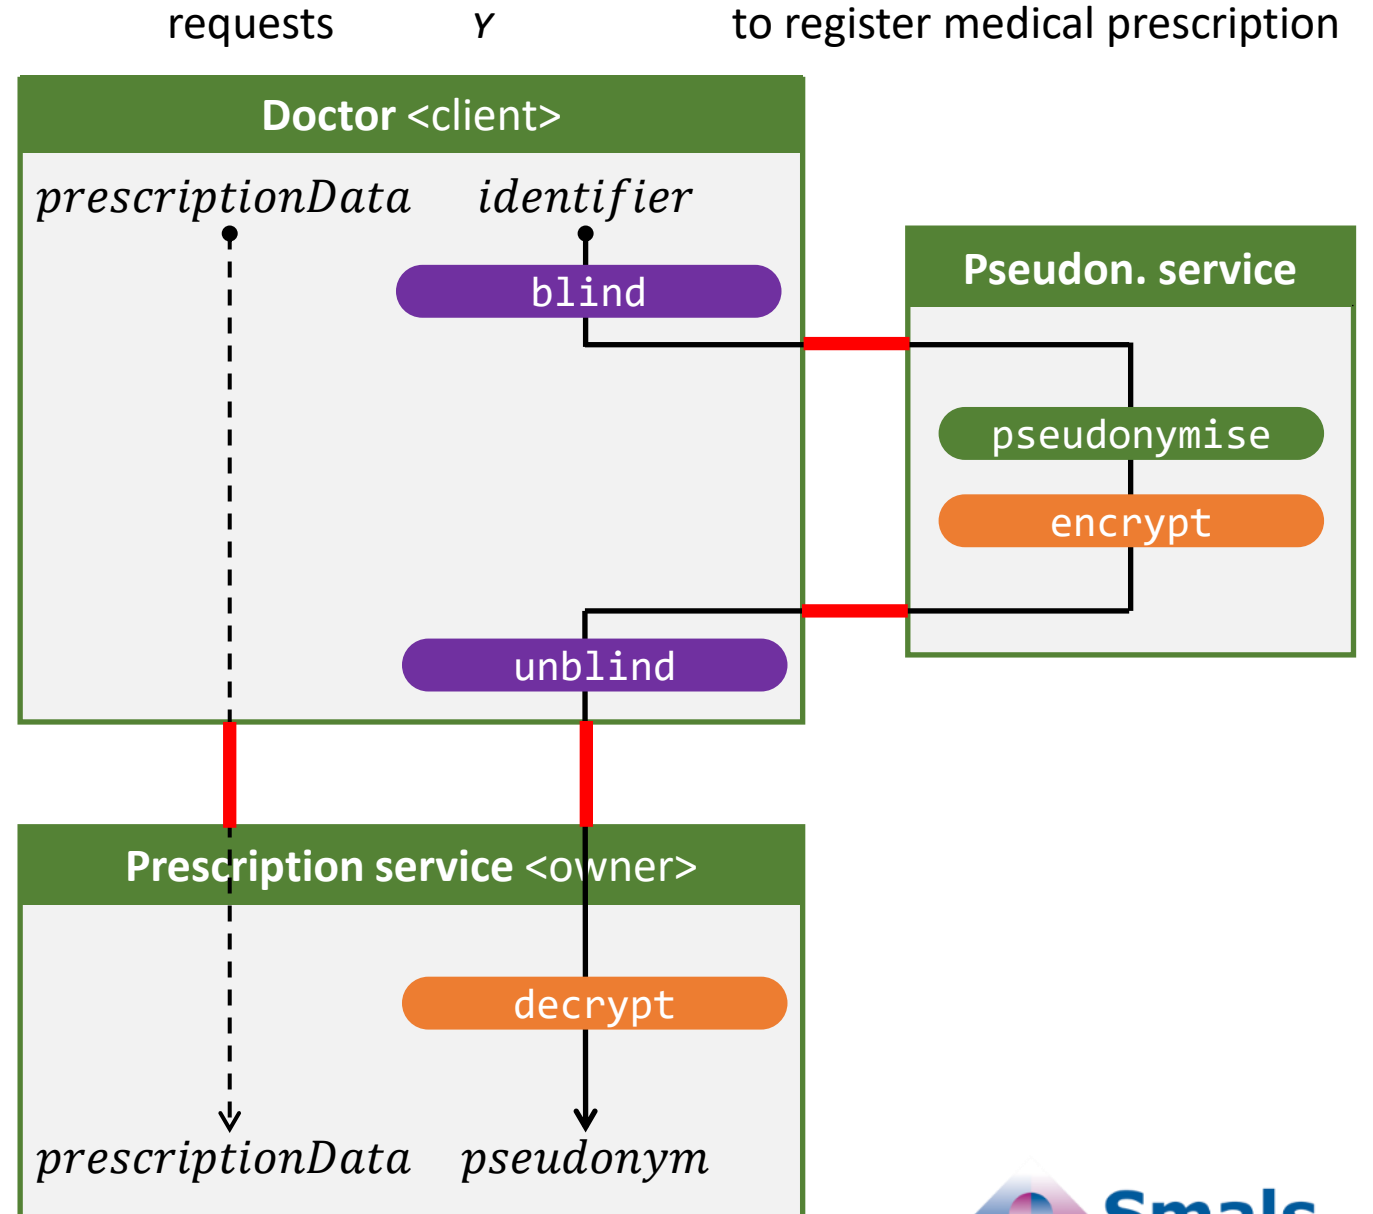 requests Y to register medical prescription
Doctor <client>
prescriptionData identifier
blind
Pseudon. service
pseudonymise
encrypt
unblind
Prescription service <owner>
decrypt
prescriptionData pseudonym
Smals